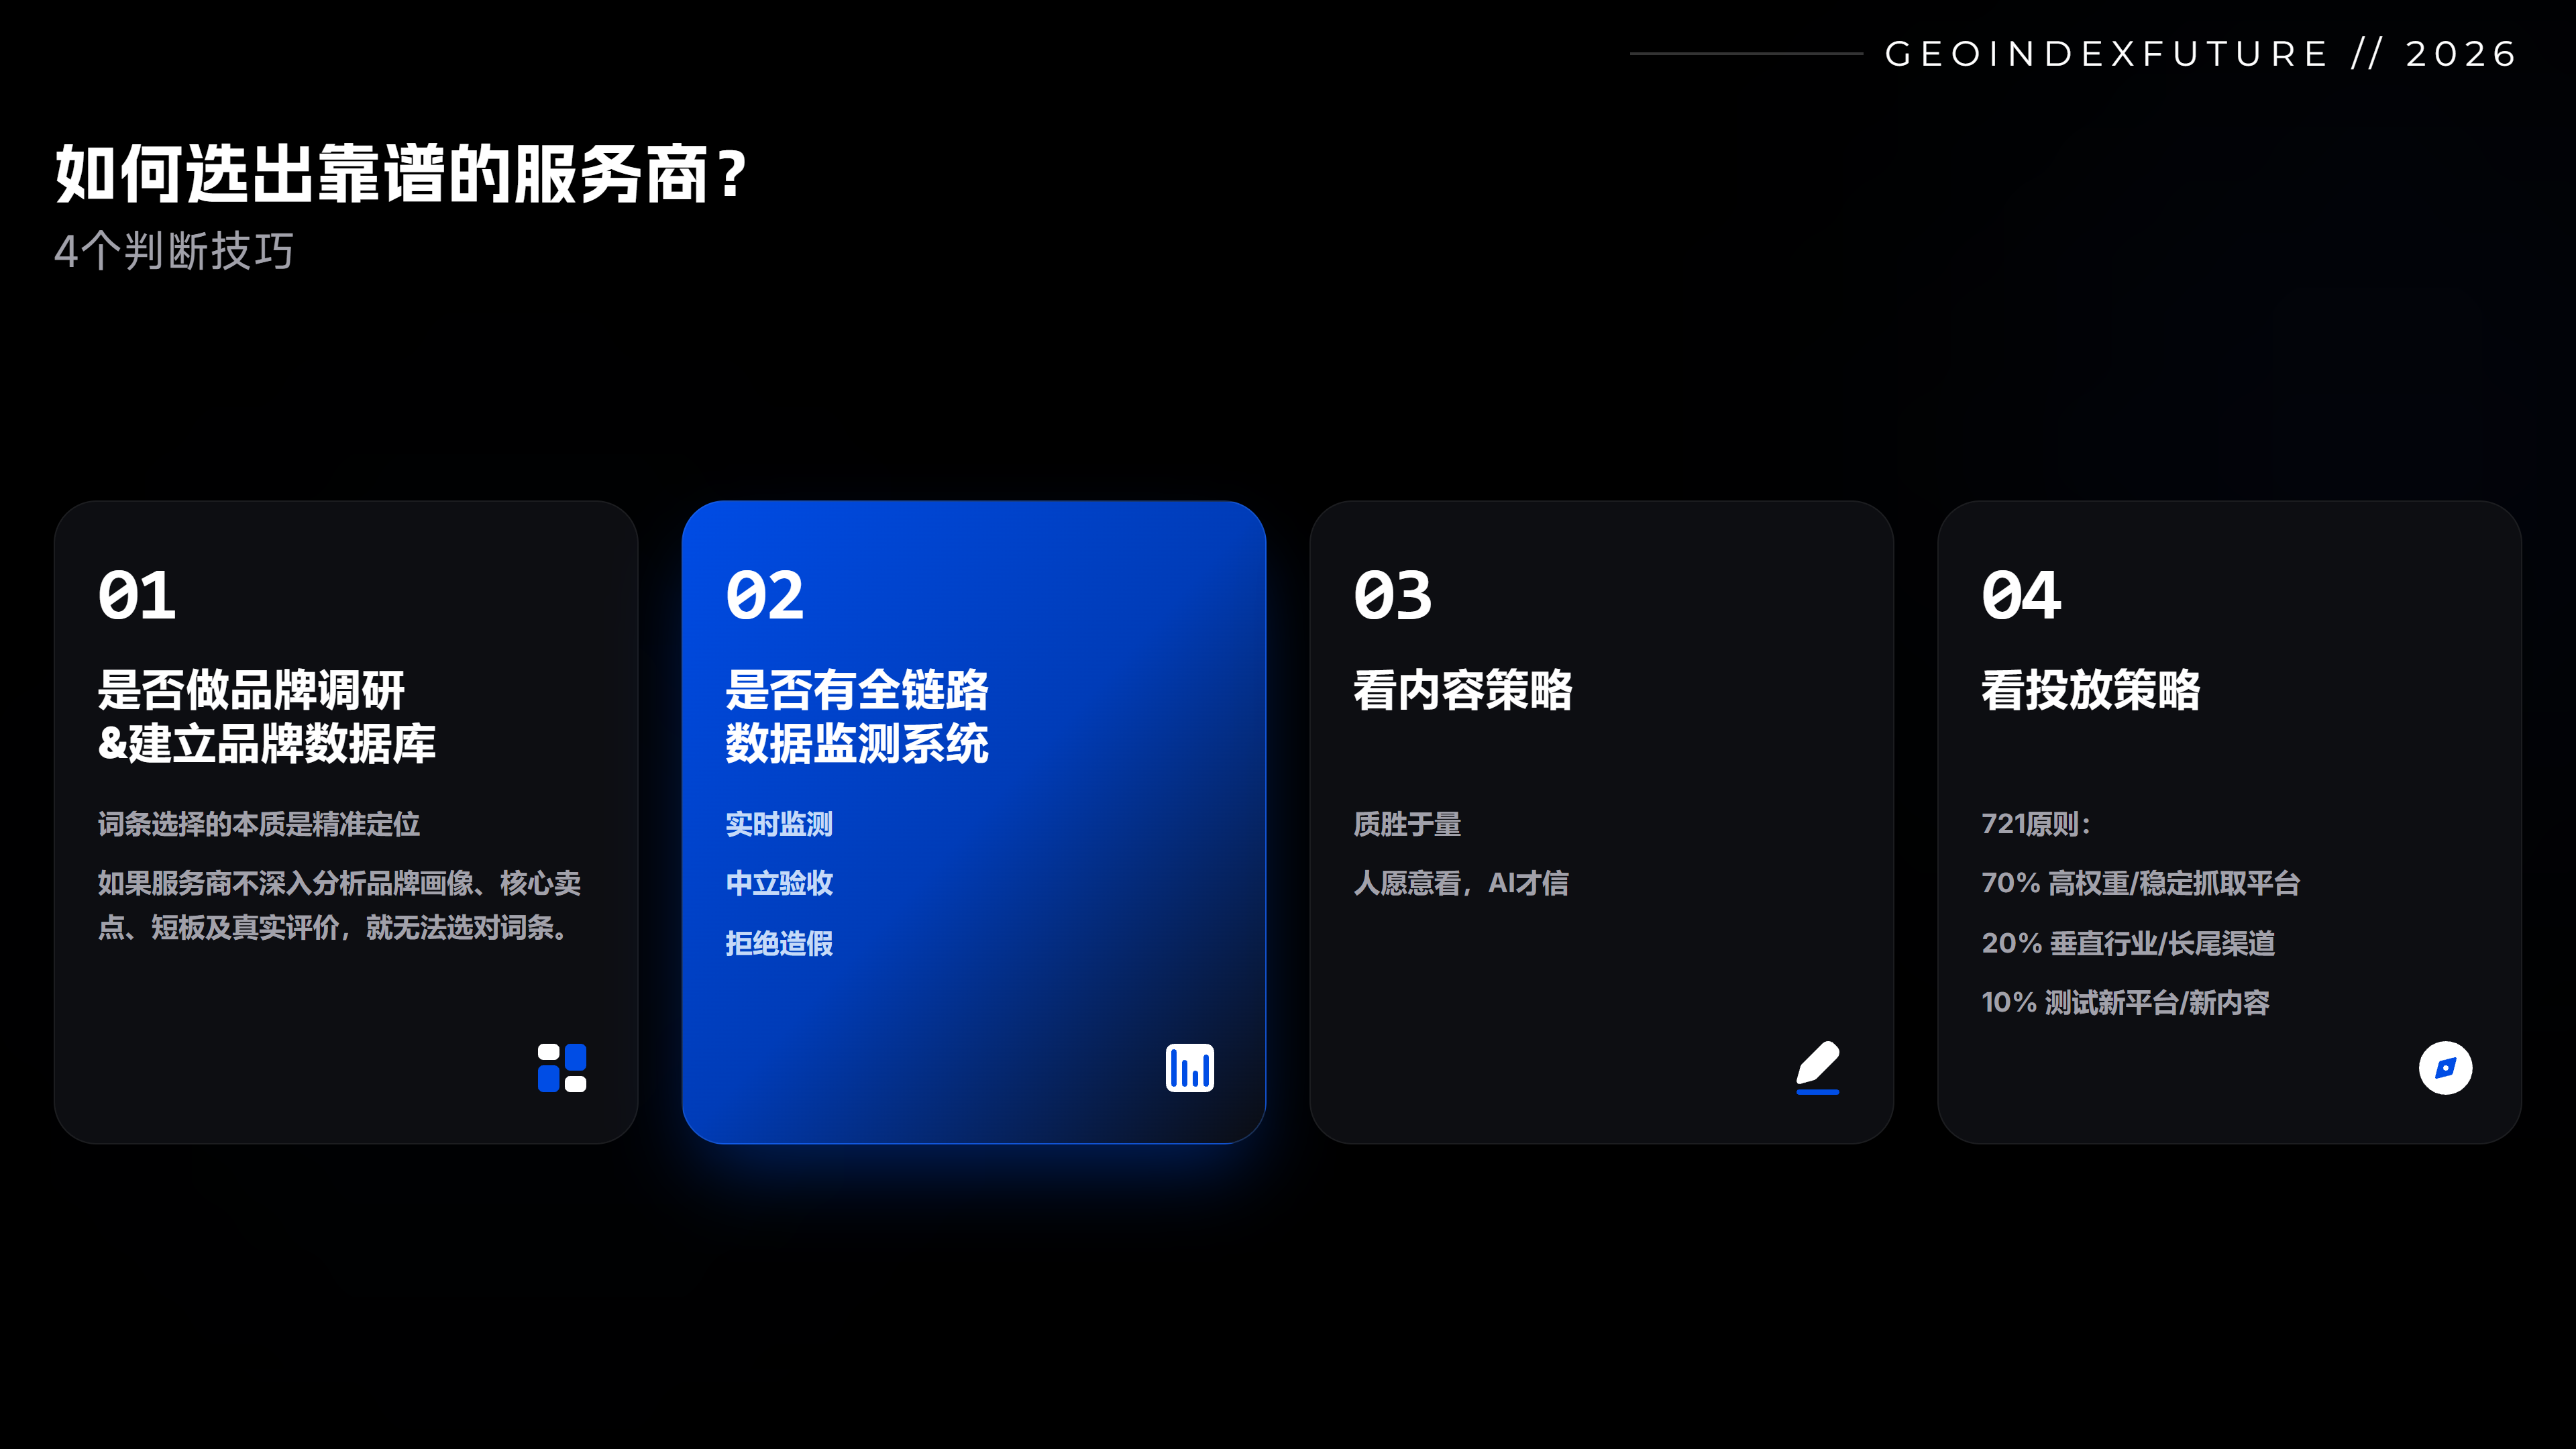 GEOINDEXFUTURE // 2026
如何选出靠谱的服务商?
4个判断技巧
01
是否做品牌调研
&建立品牌数据库
词条选择的本质是精准定位
如果服务商不深入分析品牌画像、核心卖
点、短板及真实评价，就无法选对词条。
02
是否有全链路
数据监测系统
实时监测
中立验收
拒绝造假
03
看内容策略
质胜于量
人愿意看，AI才信
04
看投放策略
721原则：
70% 高权重/稳定抓取平台
20% 垂直行业/长尾渠道
10% 测试新平台/新内容